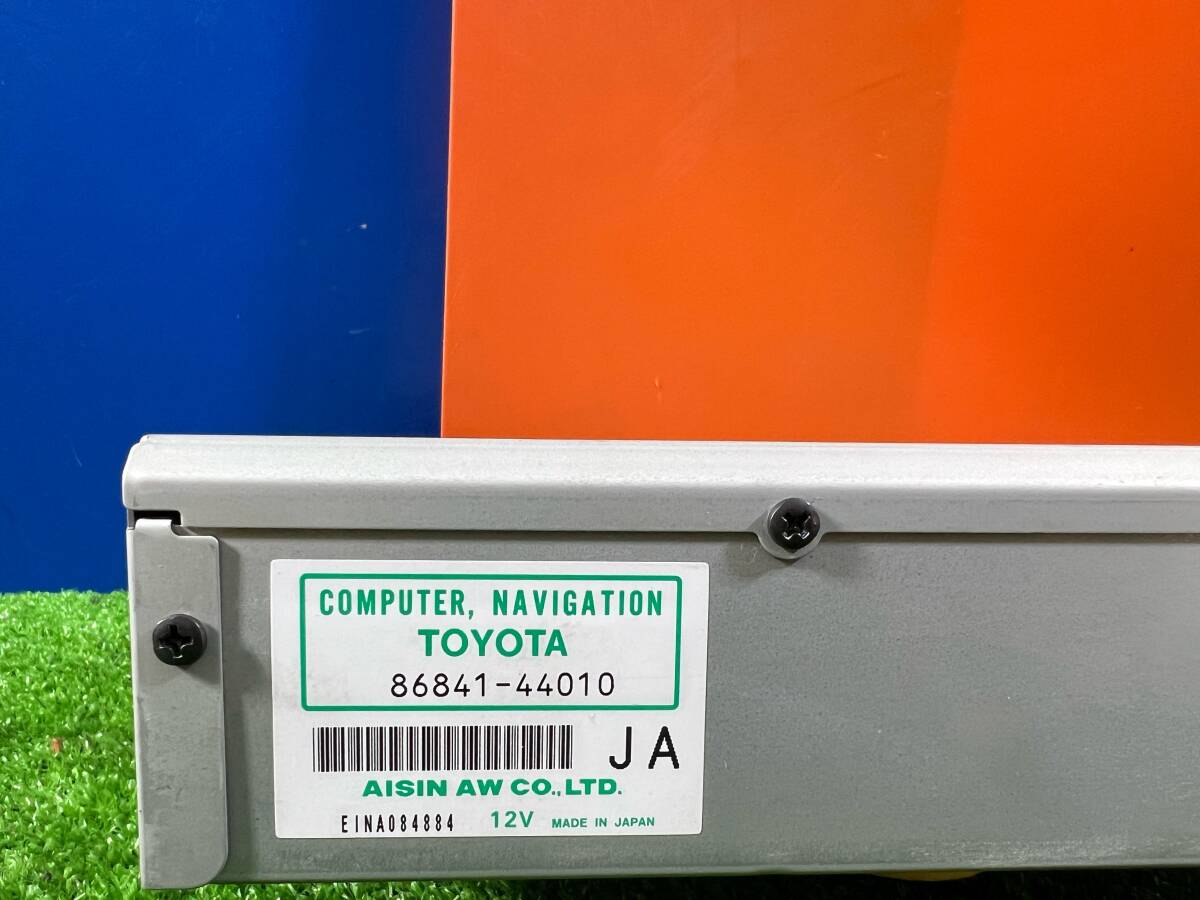 COMPUTER, NAVIGATION
TOYOTA
86841-44010
JA
AISIN AW CO.,LTD.
EINA084884 12V MADE IN JAPAN